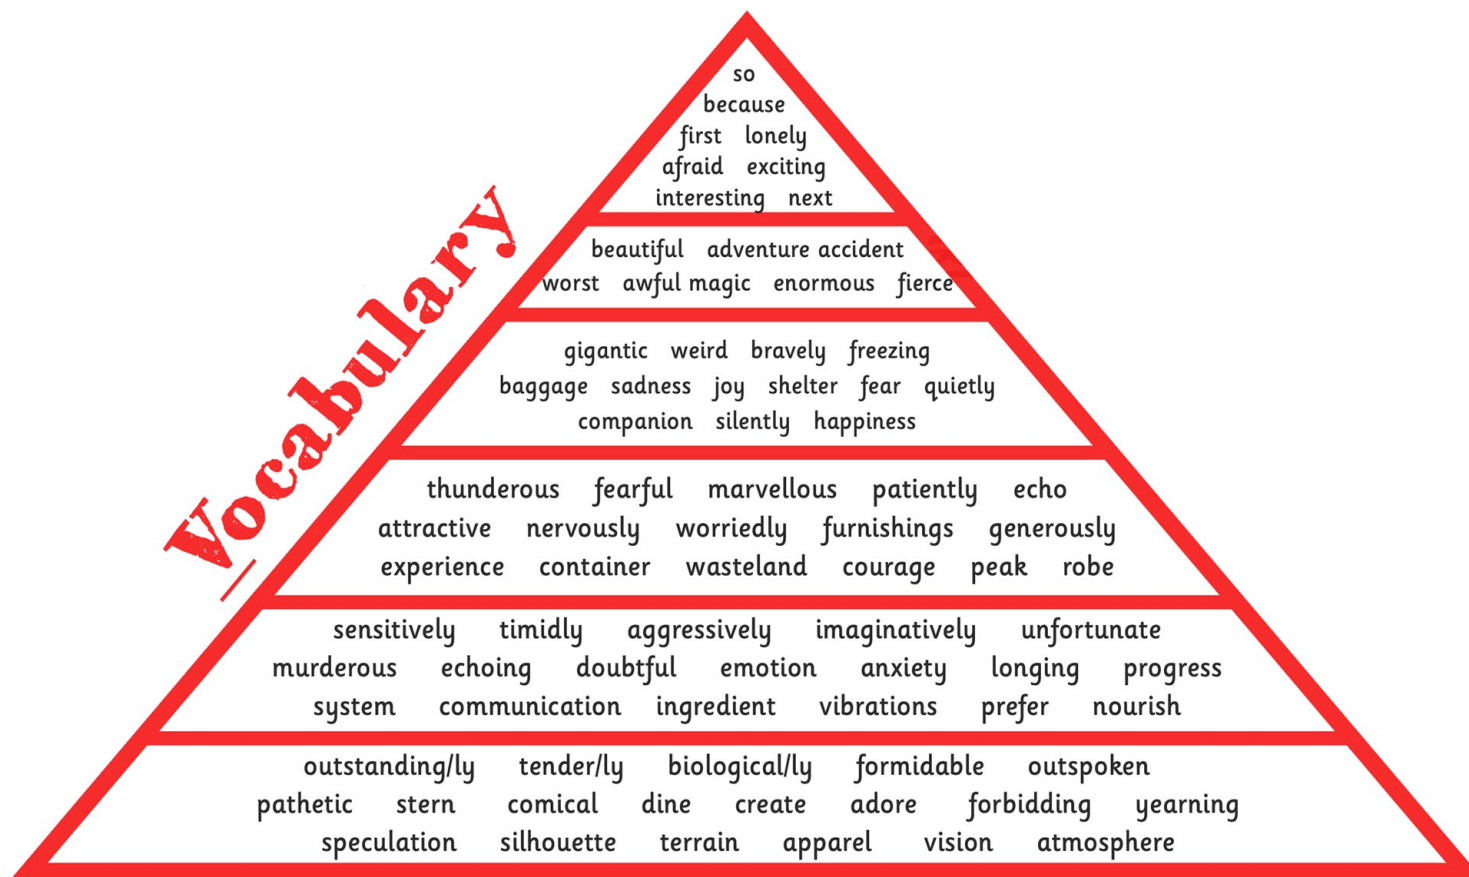 Vocabulary
so
because
first lonely
afraid exciting
interesting next
beautiful adventure accident
worst awful magic enormous fierce
gigantic weird bravely freezing
baggage sadness joy shelter fear quietly
companion silently happiness
thunderous fearful marvellous patiently echo
attractive nervously worriedly furnishings generously
experience container wasteland courage peak robe
sensitively timidly aggressively imaginatively unfortunate
murderous echoing doubtful emotion anxiety longing progress
system communication ingredient vibrations prefer nourish
outstanding/ly tender/ly biological/ly formidable outspoken
pathetic stern comical dine create adore forbidding yearning
speculation silhouette terrain apparel vision atmosphere